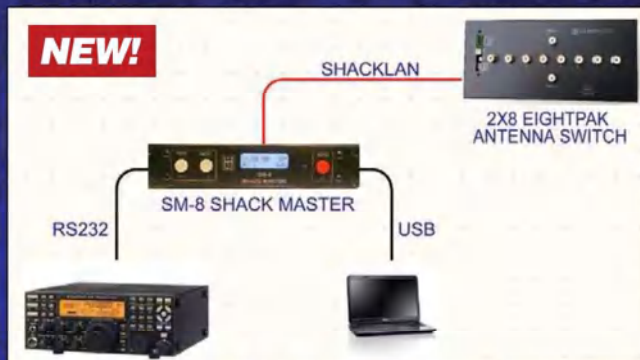 NEW!
SHACKLAN
2X8 EIGHTPAK
ANTENNA SWITCH
SM-8 SHACK MASTER
RS232
USB